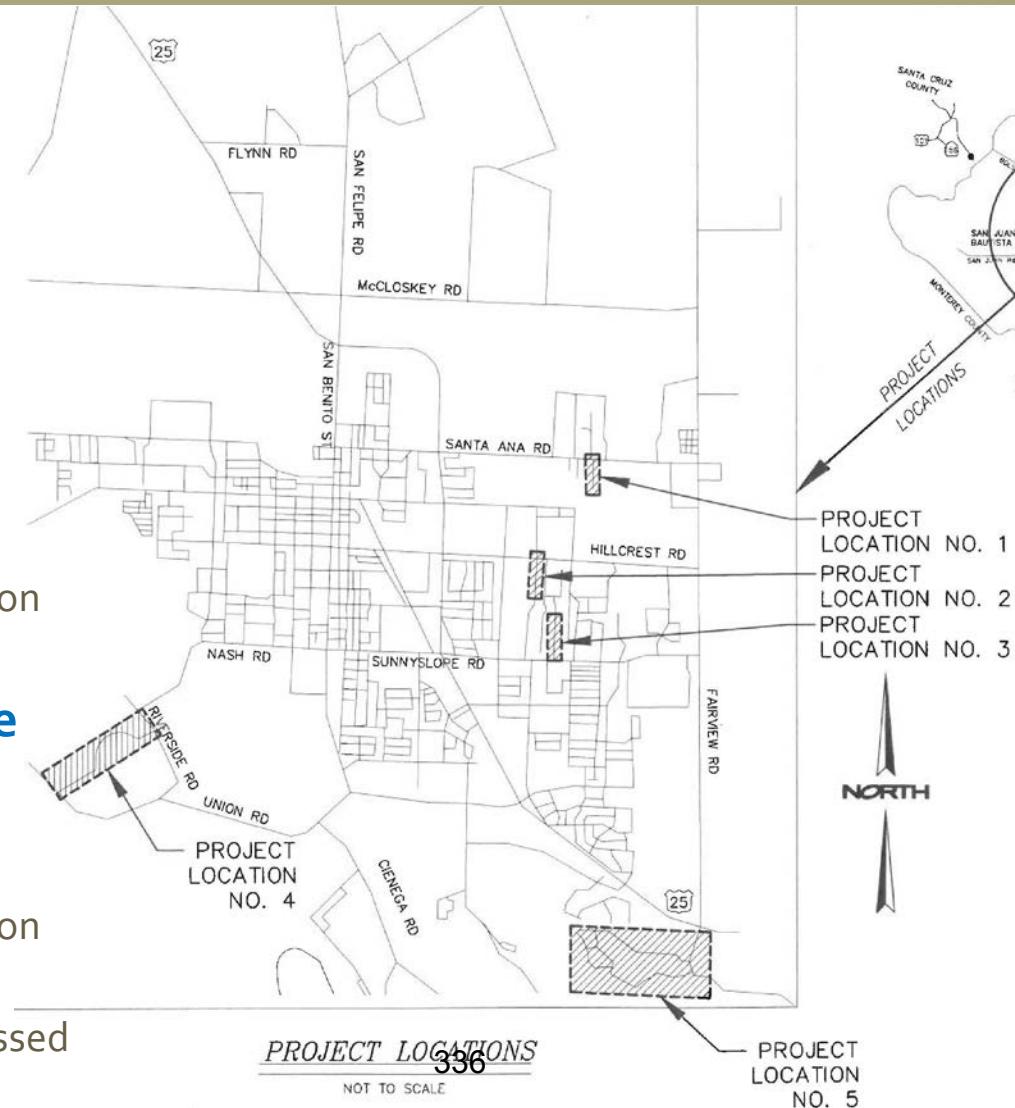 25
SANTA CRUZ
COUNTY
FLYNN RD
SAN FELIPE RD
McCLOSKEY RD
SAN JUAN
BAUTISTA
MONTEREY COUNTY
PROJECT
LOCATIONS
SAN BENITO ST
SANTA ANA RD
PROJECT
LOCATION NO. 1
HILLCREST RD
PROJECT
LOCATION NO. 2
PROJECT
LOCATION NO. 3
on
NASH RD
SUNNYSLOPE RD
FAIRVIEW RD
e
RIVERSIDE RD
UNION RD
NORTH
PROJECT
LOCATION
NO. 4
CIENEGA RD
25
on
ssed
PROJECT LOCATIONS
336
NOT TO SCALE
PROJECT
LOCATION
NO. 5